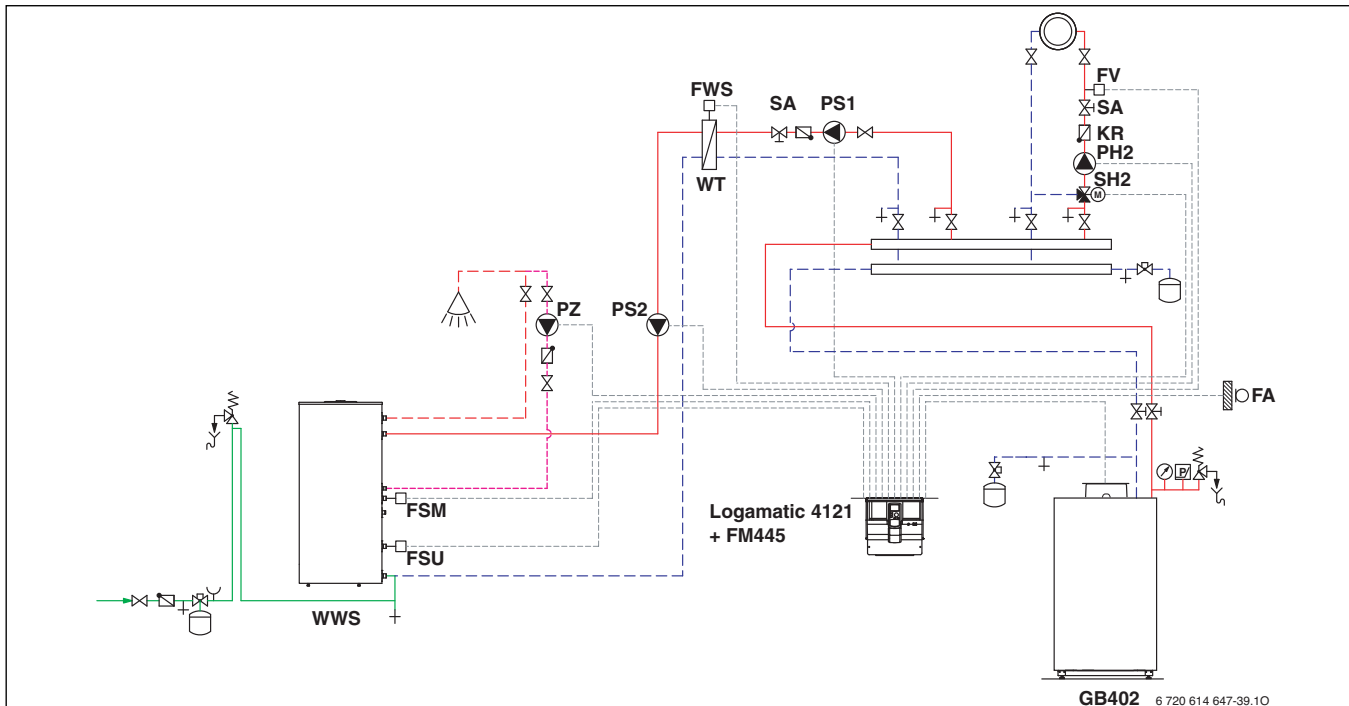 FV
FWS
SA
PS1
SA
KR
PH2
WT
SH2
M
PZ
PS2
FA
P
FSM
Logamatic 4121
+ FM445
FSU
WWS
GB402
6 720 614 647-39.1O